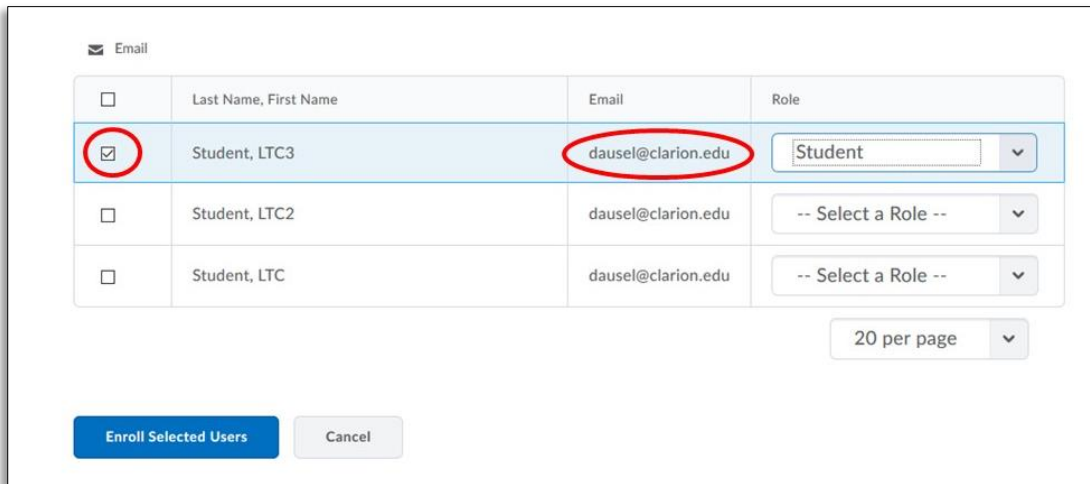 Email
Last Name, First Name Email Role
Student, LTC3 dausel@clarion.edu Student
Student, LTC2 dausel@clarion.edu -- Select a Role --
Student, LTC dausel@clarion.edu -- Select a Role --
20 per page
Enroll Selected Users Cancel